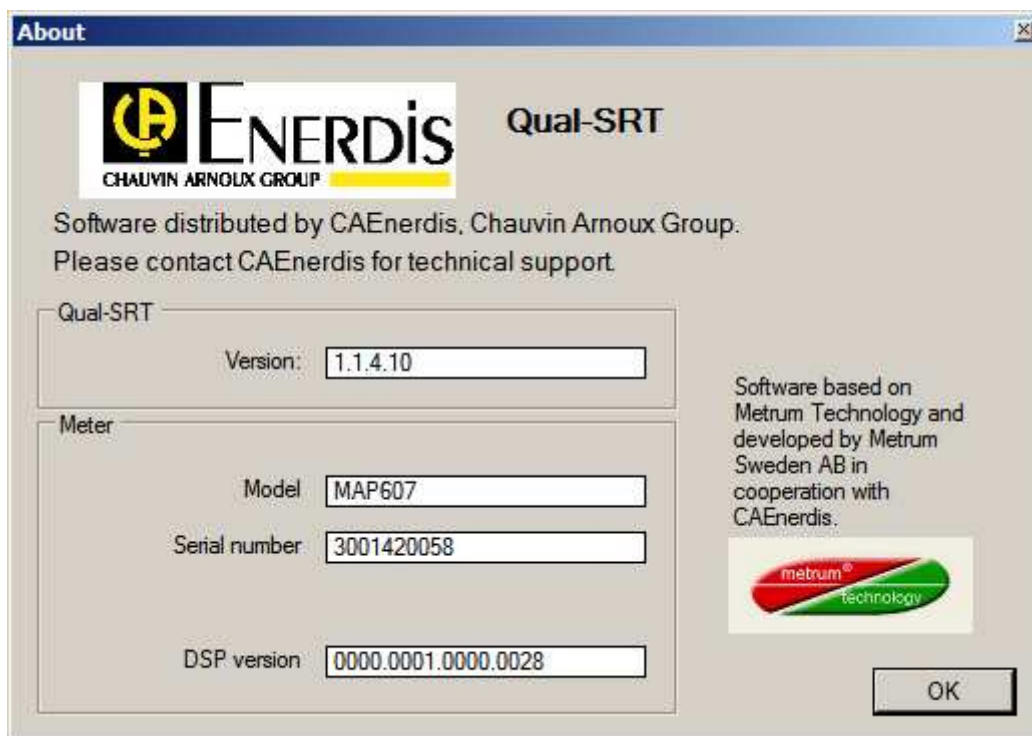 About
CA ENERDIS
CHAUVIN ARNOUX GROUP
Qual-SRT
Software distributed by CAEnerdis, Chauvin Arnoux Group.
Please contact CAEnerdis for technical support.
Qual-SRT
Version: 1.1.4.10
Meter
Model MAP607
Serial number 3001420058
DSP version 0000.0001.0000.0028
Software based on
Metrum Technology and
developed by Metrum
Sweden AB in
cooperation with
CAEnerdis.
metrum®
technology
OK